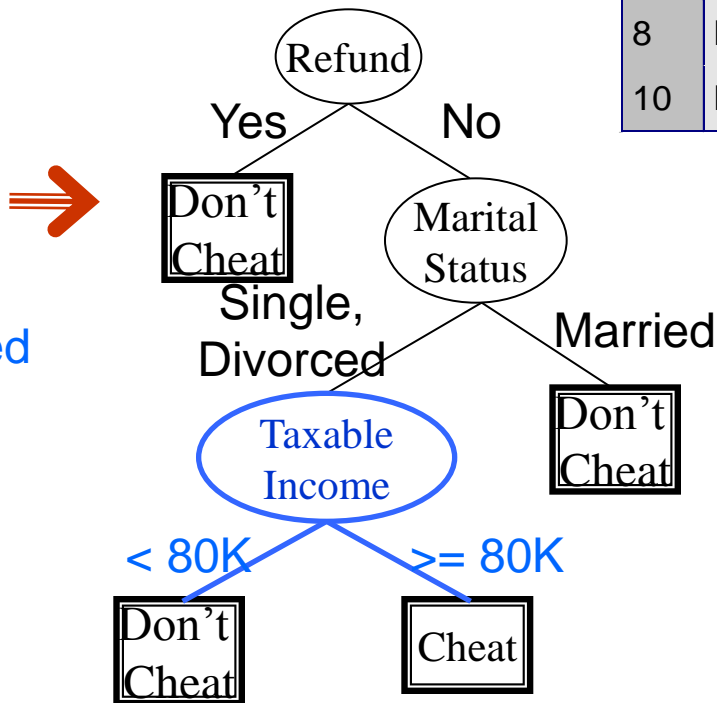 8
10
Refund
Yes
No
Don't
Cheat
Marital
Status
Single,
Divorced
Married
Taxable
Income
Don't
Cheat
< 80K
>= 80K
Don't
Cheat
Cheat